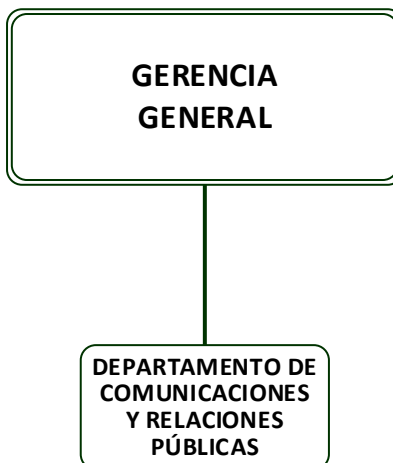 GERENCIA
GENERAL
DEPARTAMENTO DE
COMUNICACIONES
Y RELACIONES
PÚBLICAS